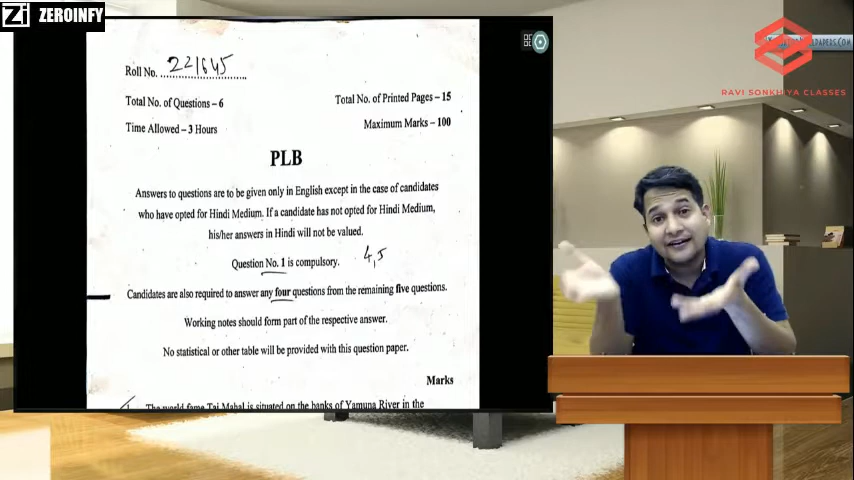 Zi ZEROINFY
RAVI SONKHIYA CLASSES
Roll No. 221645
Total No. of Questions – 6
Total No. of Printed Pages – 15
Time Allowed – 3 Hours
Maximum Marks – 100
PLB
Answers to questions are to be given only in English except in the case of candidates
who have opted for Hindi Medium. If a candidate has not opted for Hindi Medium,
his/her answers in Hindi will not be valued.
Question No. 1 is compulsory. 4,5
Candidates are also required to answer any four questions from the remaining five questions.
Working notes should form part of the respective answer.
No statistical or other table will be provided with this question paper.
Marks
The world fame Taj Mahal is situated on the banks of Yamuna River in the